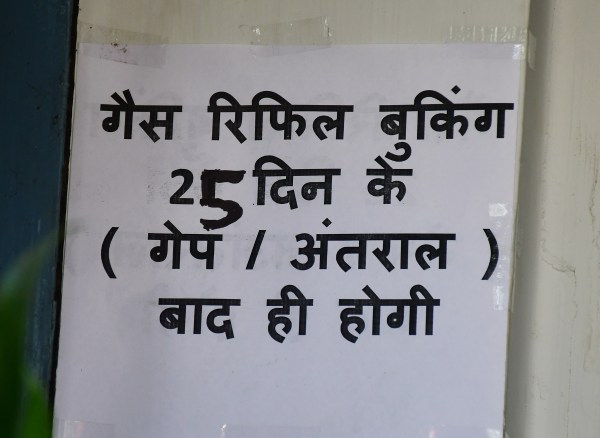 गैस रिफिल बुकिंग
25 दिन के
( गेप / अंतराल )
बाद ही होगी